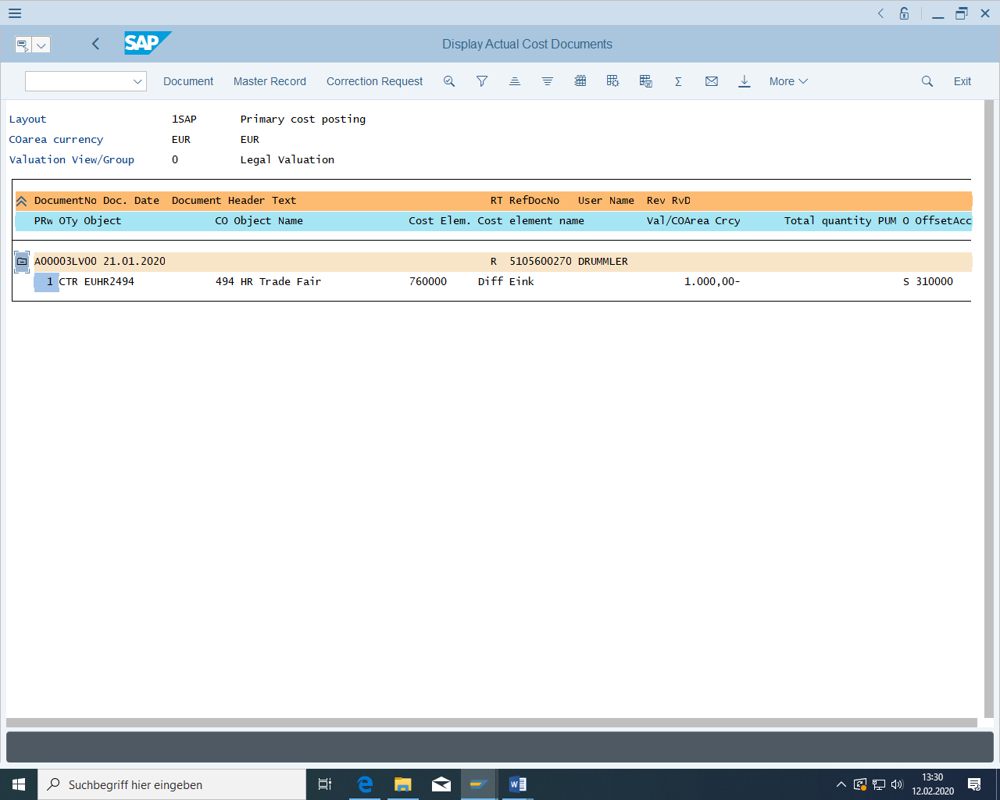 SAP Display Actual Cost Documents
Document Master Record Correction Request Σ More Exit
Layout 1SAP Primary cost posting
COarea currency EUR EUR
Valuation View/Group 0 Legal Valuation
DocumentNo Doc. Date Document Header Text RT RefDocNo User Name Rev RvD
PRw OTy Object CO Object Name Cost Elem. Cost element name Val/COArea Crcy Total quantity PUM O OffsetAcc
A00003LV00 21.01.2020 R 5105600270 DRUMMLER
1 CTR EUHR2494 494 HR Trade Fair 760000 Diff Eink 1.000,00- S 310000
Suchbegriff hier eingeben
13:30
12.02.2020